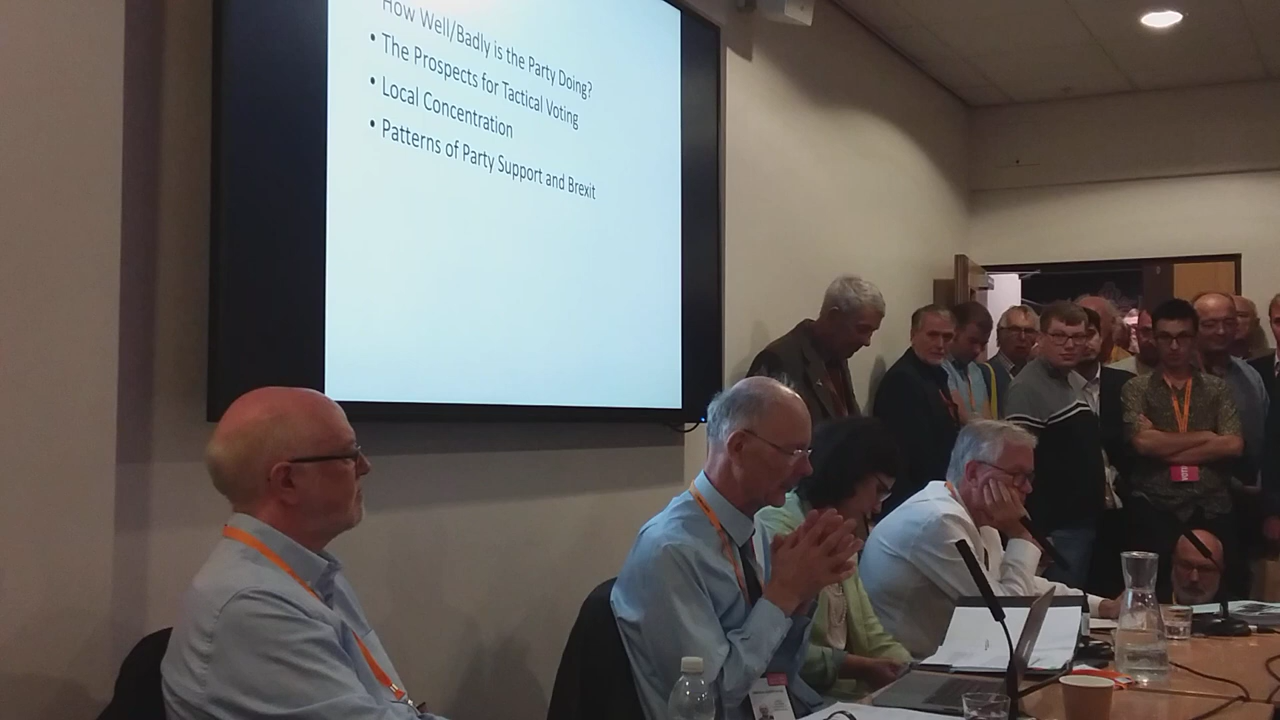 How Well/Badly is the Party Doing?
• The Prospects for Tactical Voting
• Local Concentration
• Patterns of Party Support and Brexit
VOTIN